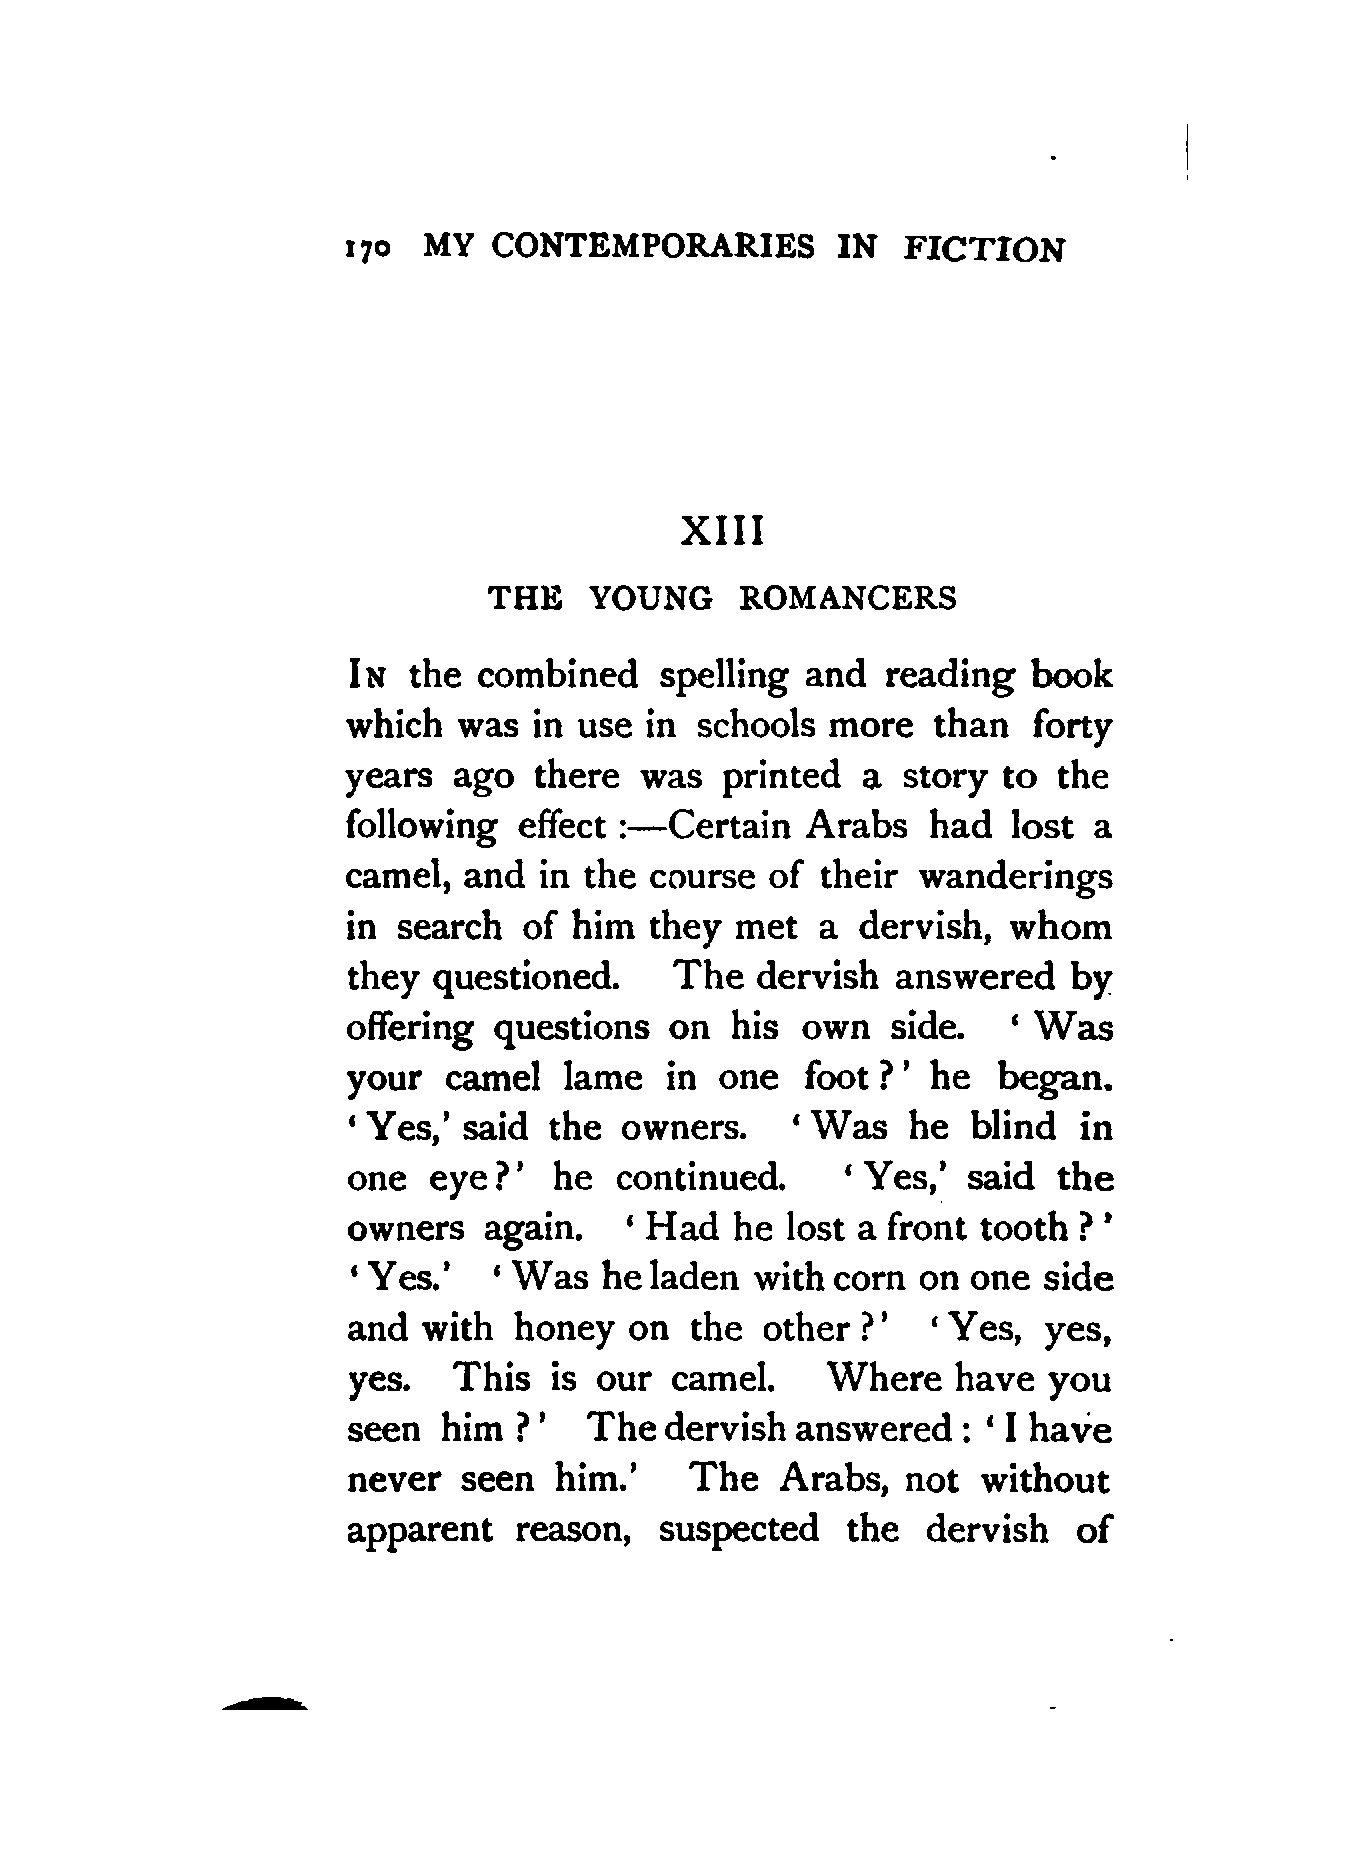 170 MY CONTEMPORARIES IN FICTION
XIII
THE YOUNG ROMANCERS
IN the combined spelling and reading book
which was in use in schools more than forty
years ago there was printed a story to the
following effect :—Certain Arabs had lost a
camel, and in the course of their wanderings
in search of him they met a dervish, whom
they questioned. The dervish answered by
offering questions on his own side. ‘ Was
your camel lame in one foot ? ’ he began.
‘ Yes,’ said the owners. ‘ Was he blind in
one eye ? ’ he continued. ‘ Yes,’ said the
owners again. ‘ Had he lost a front tooth ? ’
‘ Yes.’ ‘ Was he laden with corn on one side
and with honey on the other ? ’ ‘ Yes, yes,
yes. This is our camel. Where have you
seen him ? ’ The dervish answered : ‘ I have
never seen him.’ The Arabs, not without
apparent reason, suspected the dervish of